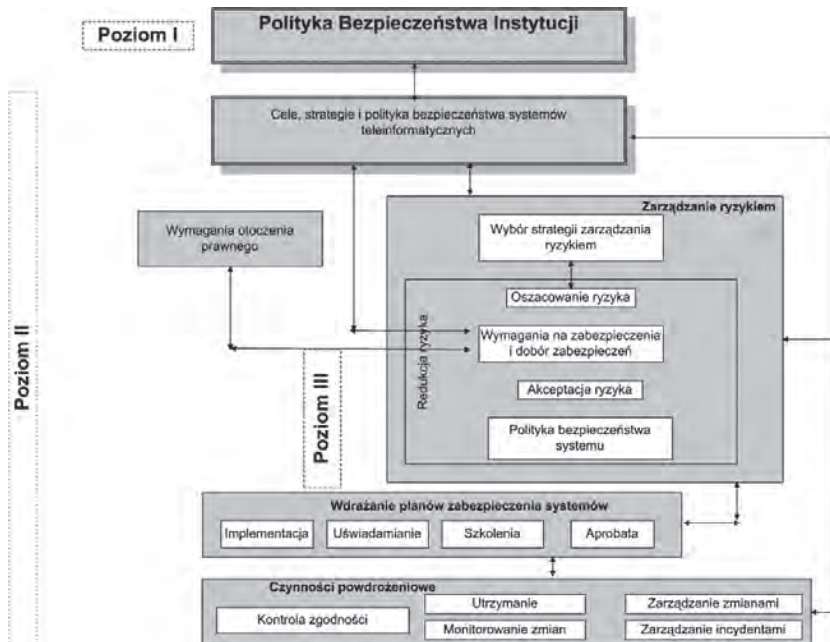 Polityka Bezpieczeństwa Instytucji
Poziom I
Cele, strategie i polityka bezpieczeństwa systemów
teleinformatycznych
Poziom II
Wymagania otoczenia
prawnego
Zarządzanie ryzykiem
Wybór strategii zarządzania
ryzykiem
Redukcja ryzyka
Oszacowanie ryzyka
Wymagania na zabezpieczenia
i dobór zabezpieczeń
Akceptacja ryzyka
Polityka bezpieczeństwa
systemu
Poziom III
Wdrażanie planów zabezpieczenia systemów
Implementacja
Uświadamianie
Szkolenia
Aprobata
Czynności powdrożeniowe
Kontrola zgodności
Utrzymanie
Zarządzanie zmianami
Monitorowanie zmian
Zarządzanie incydentami